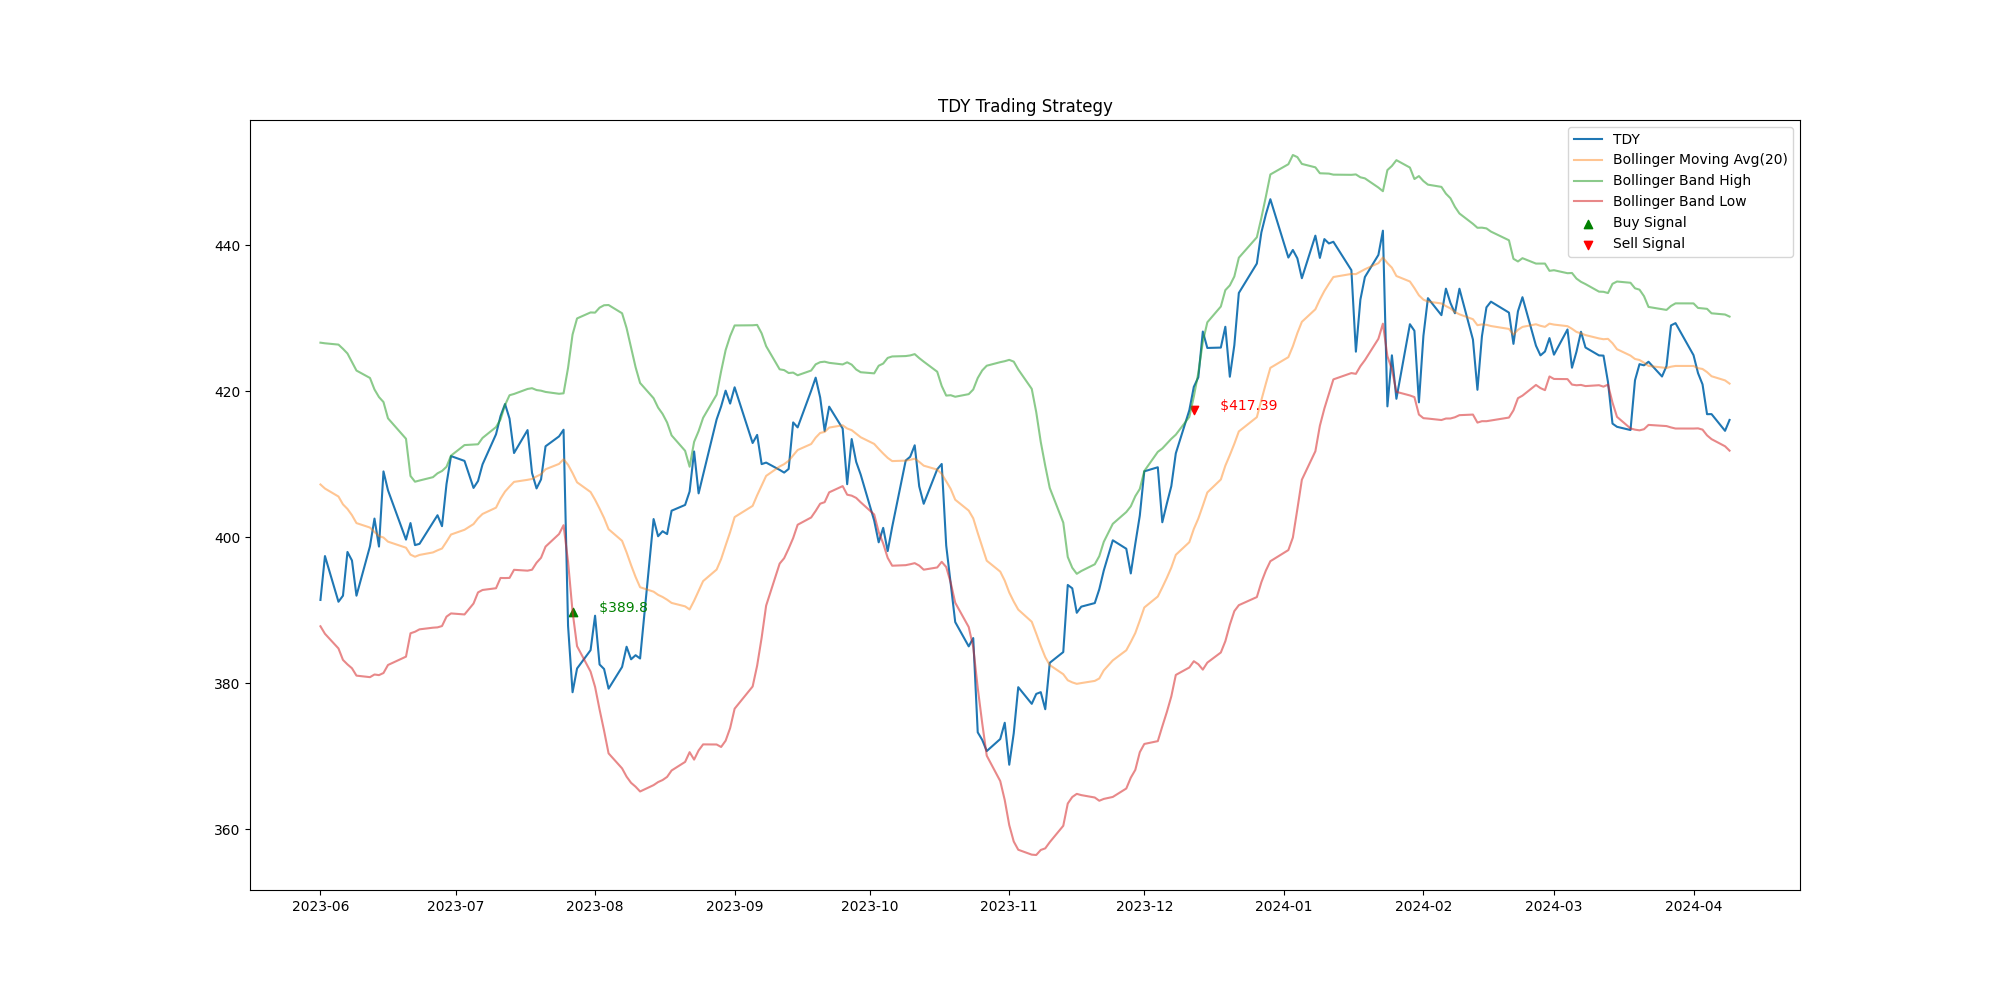 TDY Trading Strategy
TDY
Bollinger Moving Avg(20)
Bollinger Band High
Bollinger Band Low
Buy Signal
Sell Signal
440
420
400
380
360
$417.39
$389.8
2023-06 2023-07 2023-08 2023-09 2023-10 2023-11 2023-12 2024-01 2024-02 2024-03 2024-04